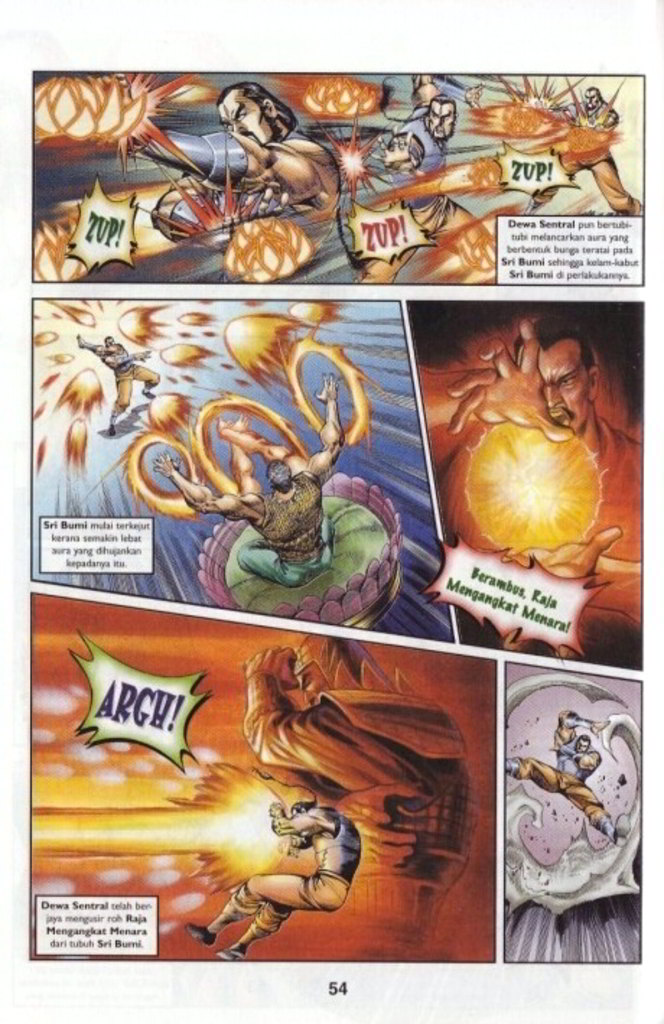 ZUP!
ZUP!
ZUP!
Dewa Sentral pun bertubi-
tubi melancarkan aura yang
berbentuk bunga teratai pada
Sri Bumi sehingga kelam-kabut
Sri Bumi di perlakukannya.
Sri Bumi mulai terkejut
kerana semakin lebat
aura yang dihujankan
kepadanya itu.
Berambus, Raja
Mengangkat Menara!
ARGH!
Dewa Sentral telah ber-
jaya mengusir roh Raja
Mengangkat Menara
dari tubuh Sri Bumi.
54